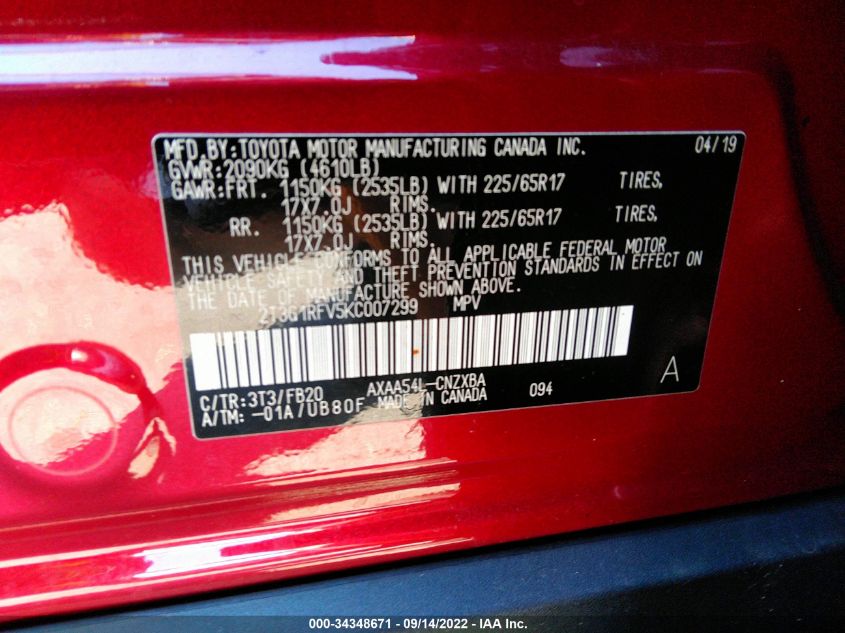 MFD.BY:TOYOTA MOTOR MANUFACTURING CANADA INC. 04/19
GVWR:2090KG (4610LB)
GAWR:FRT. 1150KG (2535LB) WITH 225/65R17 TIRES,
17X7.0J RIMS.
RR. 1150KG (2535LB) WITH 225/65R17 TIRES,
17X7.0J RIMS.
THIS VEHICLE CONFORMS TO ALL APPLICABLE FEDERAL MOTOR
VEHICLE SAFETY AND THEFT PREVENTION STANDARDS IN EFFECT ON
THE DATE OF MANUFACTURE SHOWN ABOVE.
2T3G1RFV5KC007299 MPV
C/TR:3T3/FB20 AXAA54L-CNZXBA A
A/TM:-01A/UB80F MADE IN CANADA 094
000-34348671 - 09/14/2022 - IAA Inc.